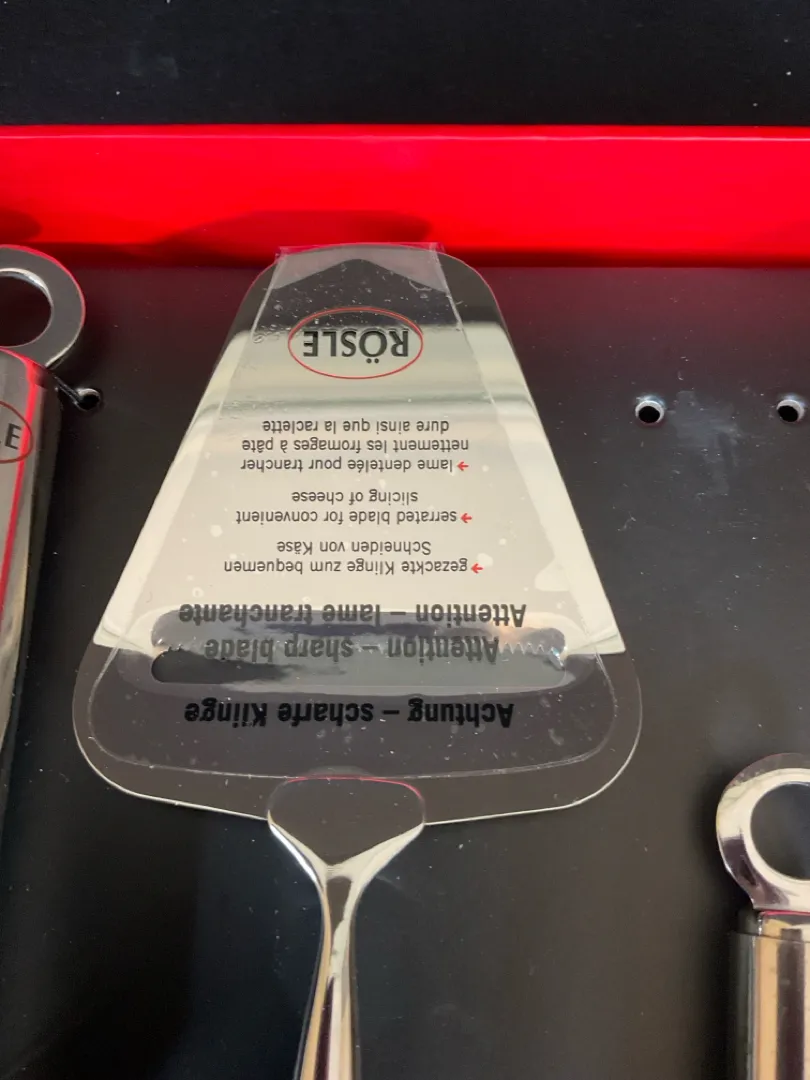 Achtung – scharfe Klinge
Attention – sharp blade
Attention – lame tranchante
➔ gezackte Klinge zum bequemen
Schneiden von Käse
➔ serrated blade for convenient
slicing of cheese
➔ lame dentelée pour trancher
nettement les fromages à pâte
dure ainsi que la raclette
RÖSLE